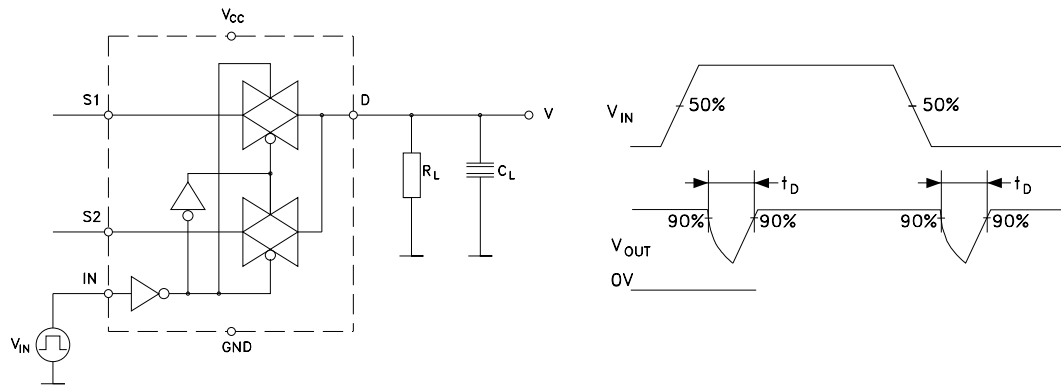 VCC
S1
D
V
RL
CL
S2
IN
VIN
GND
VIN
50%
50%
tD
tD
90%
90%
90%
90%
VOUT
0V